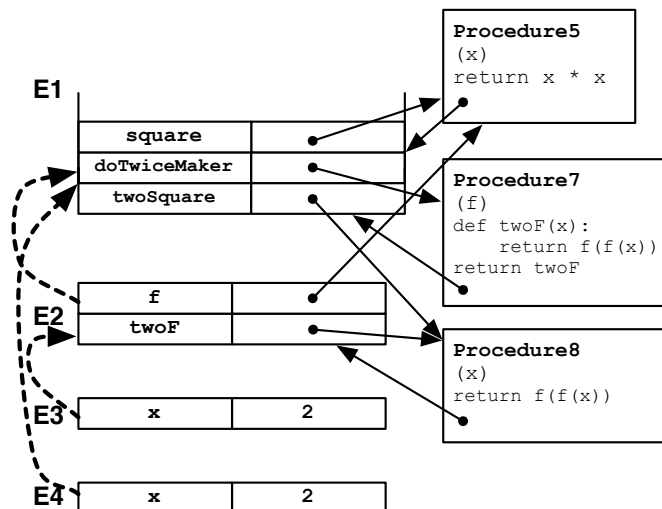 E1
square
doTwiceMaker
twoSquare
E2
f
twoF
E3
x 2
E4
x 2
Procedure5
(x)
return x * x
Procedure7
(f)
def twoF(x):
    return f(f(x))
return twoF
Procedure8
(x)
return f(f(x))